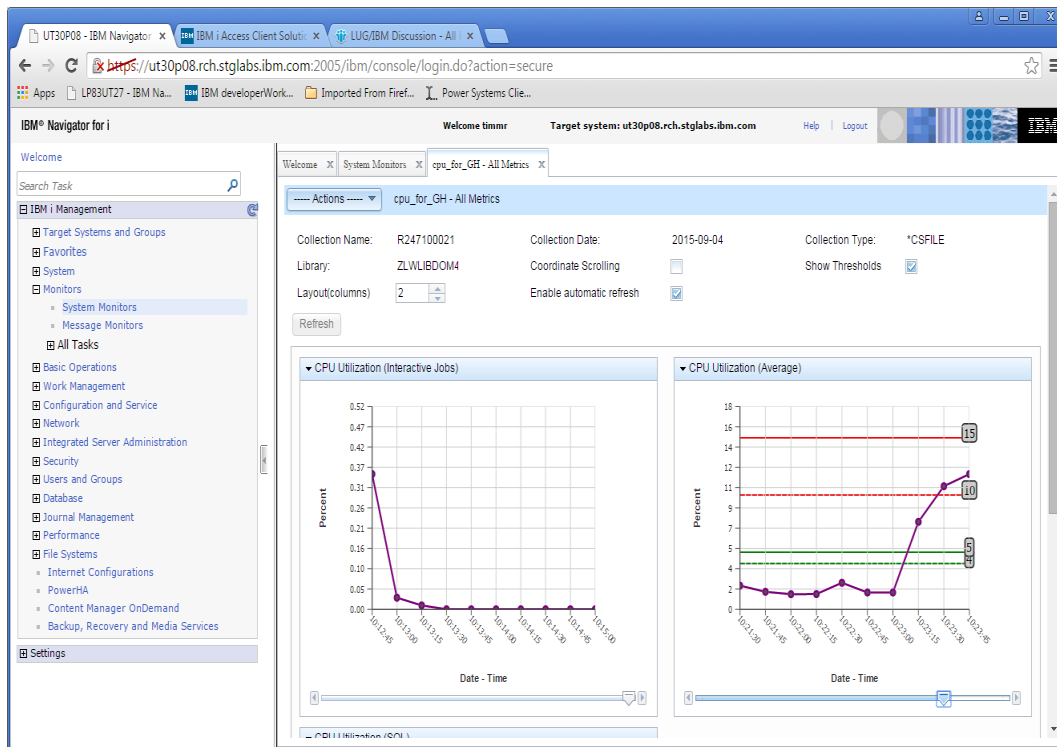 UT30P08 - IBM Navigator x
IBM i Access Client Solutic x
LUG/IBM Discussion - All I x
https://ut30p08.rch.stglabs.ibm.com:2005/ibm/console/login.do?action=secure
Apps LP83UT27 - IBM Na... IBM developerWork... Imported From Firef... Power Systems Clie...
IBM® Navigator for i Welcome timmr Target system: ut30p08.rch.stglabs.ibm.com Help Logout IBM
Welcome
Search Task
IBM i Management
Target Systems and Groups
Favorites
System
Monitors
System Monitors
Message Monitors
All Tasks
Basic Operations
Work Management
Configuration and Service
Network
Integrated Server Administration
Security
Users and Groups
Database
Journal Management
Performance
File Systems
Internet Configurations
PowerHA
Content Manager OnDemand
Backup, Recovery and Media Services
Settings
Welcome X System Monitors X cpu_for_GH - All Metrics X
----- Actions ----- cpu_for_GH - All Metrics
Collection Name: R247100021 Collection Date: 2015-09-04 Collection Type: *CSFILE
Library: ZLWLIBDOM4 Coordinate Scrolling Show Thresholds
Layout(columns) 2 Enable automatic refresh
Refresh
CPU Utilization (Interactive Jobs)
0.52
0.47
0.42
0.37
0.31
0.26
0.21
0.16
0.10
0.05
0.00
Percent
10:12:45 10:13:00 10:13:15 10:13:30 10:13:45 10:14:00 10:14:15 10:14:30 10:14:45 10:15:00
Date - Time
CPU Utilization (Average)
18
16
14
12
11
9
7
5
4
2
0
Percent
15
10
5
4
10:21:30 10:21:45 10:22:00 10:22:15 10:22:30 10:22:45 10:23:00 10:23:15 10:23:30 10:23:45
Date - Time
CPU Utilization (SQL)